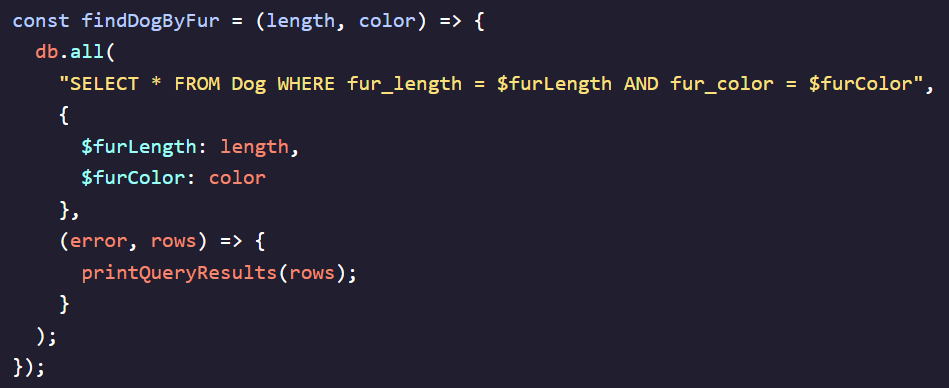 const findDogByFur = (length, color) => {
  db.all(
    "SELECT * FROM Dog WHERE fur_length = $furLength AND fur_color = $furColor",
    {
      $furLength: length,
      $furColor: color
    },
    (error, rows) => {
      printQueryResults(rows);
    }
  );
});